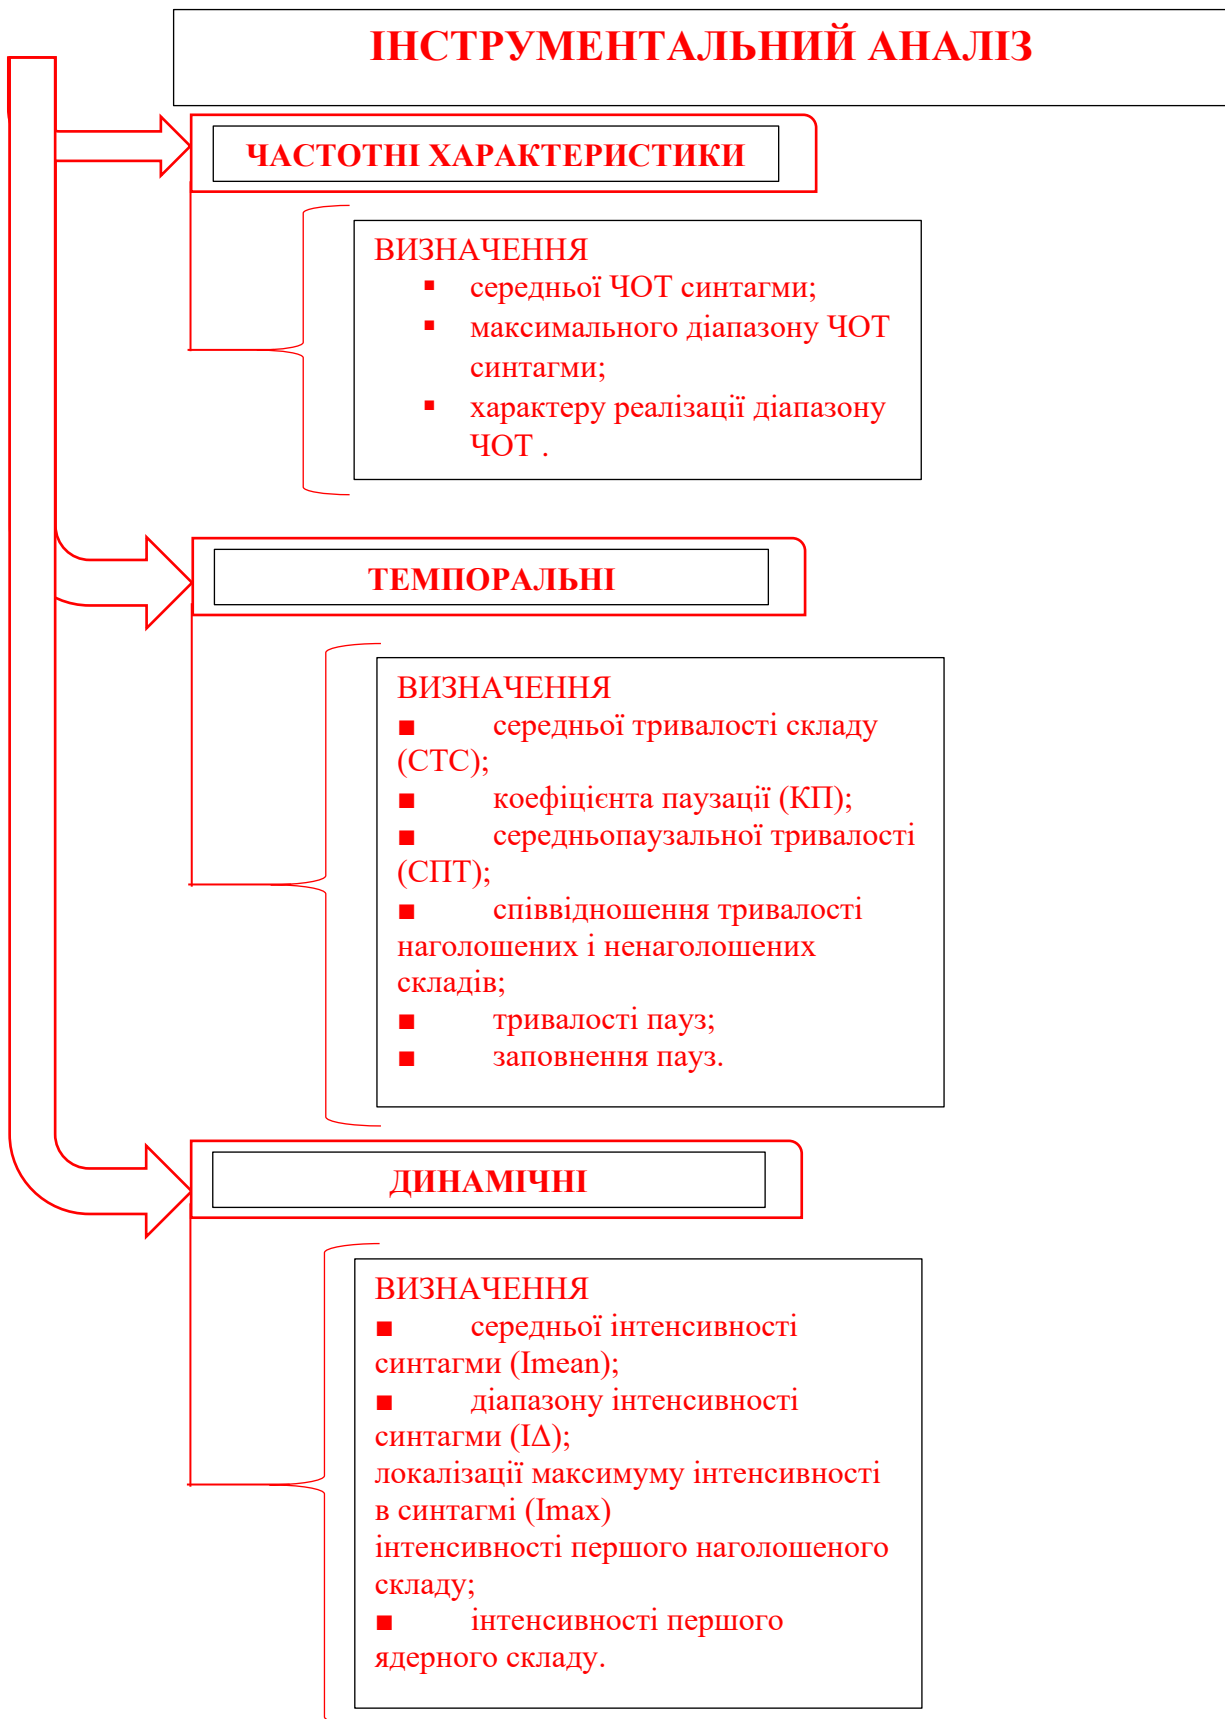 ІНСТРУМЕНТАЛЬНИЙ АНАЛІЗ
ЧАСТОТНІ ХАРАКТЕРИСТИКИ
ВИЗНАЧЕННЯ
▪ середньої ЧОТ синтагми;
▪ максимального діапазону ЧОТ
синтагми;
▪ характеру реалізації діапазону
ЧОТ .
ТЕМПОРАЛЬНІ
ВИЗНАЧЕННЯ
■ середньої тривалості складу
(СТС);
■ коефіцієнта паузації (КП);
■ середньопаузальної тривалості
(СПТ);
■ співвідношення тривалості
наголошених і ненаголошених
складів;
■ тривалості пауз;
■ заповнення пауз.
ДИНАМІЧНІ
ВИЗНАЧЕННЯ
■ середньої інтенсивності
синтагми (Imean);
■ діапазону інтенсивності
синтагми (IΔ);
локалізації максимуму інтенсивності
в синтагмі (Imax)
інтенсивності першого наголошеного
складу;
■ інтенсивності першого
ядерного складу.